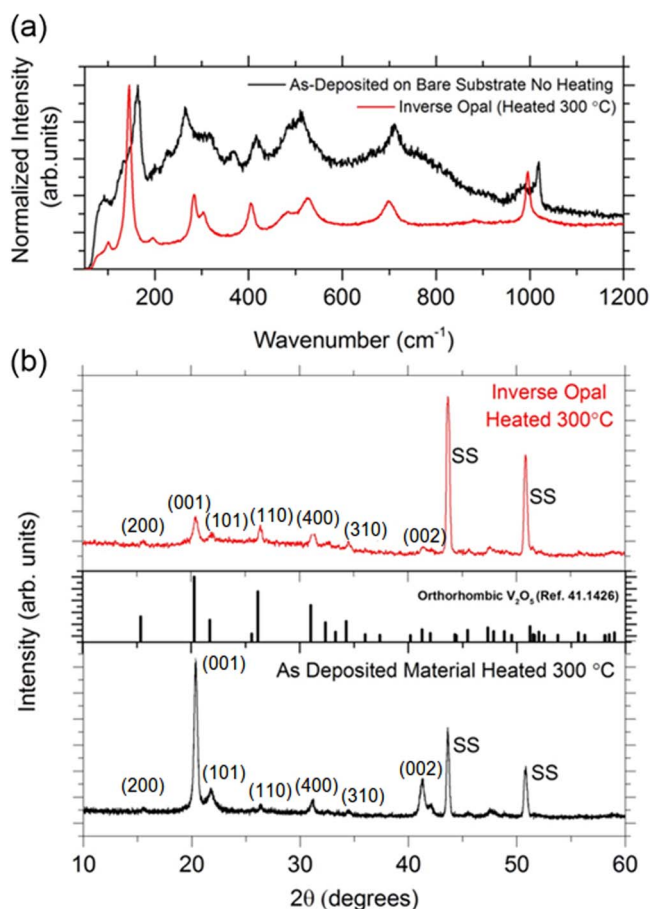 (a)
Normalized Intensity
(arb.units)
As-Deposited on Bare Substrate No Heating
Inverse Opal (Heated 300 °C)
200 400 600 800 1000 1200
Wavenumber (cm⁻¹)
(b)
Intensity (arb. units)
Inverse Opal
Heated 300°C
SS
SS
(200) (001) (101) (110) (400) (310) (002)
Orthorhombic V₂O₅ (Ref. 41.1426)
As Deposited Material Heated 300 °C
(001)
(200) (101) (110) (400) (310) (002) SS SS
10 20 30 40 50 60
2θ (degrees)